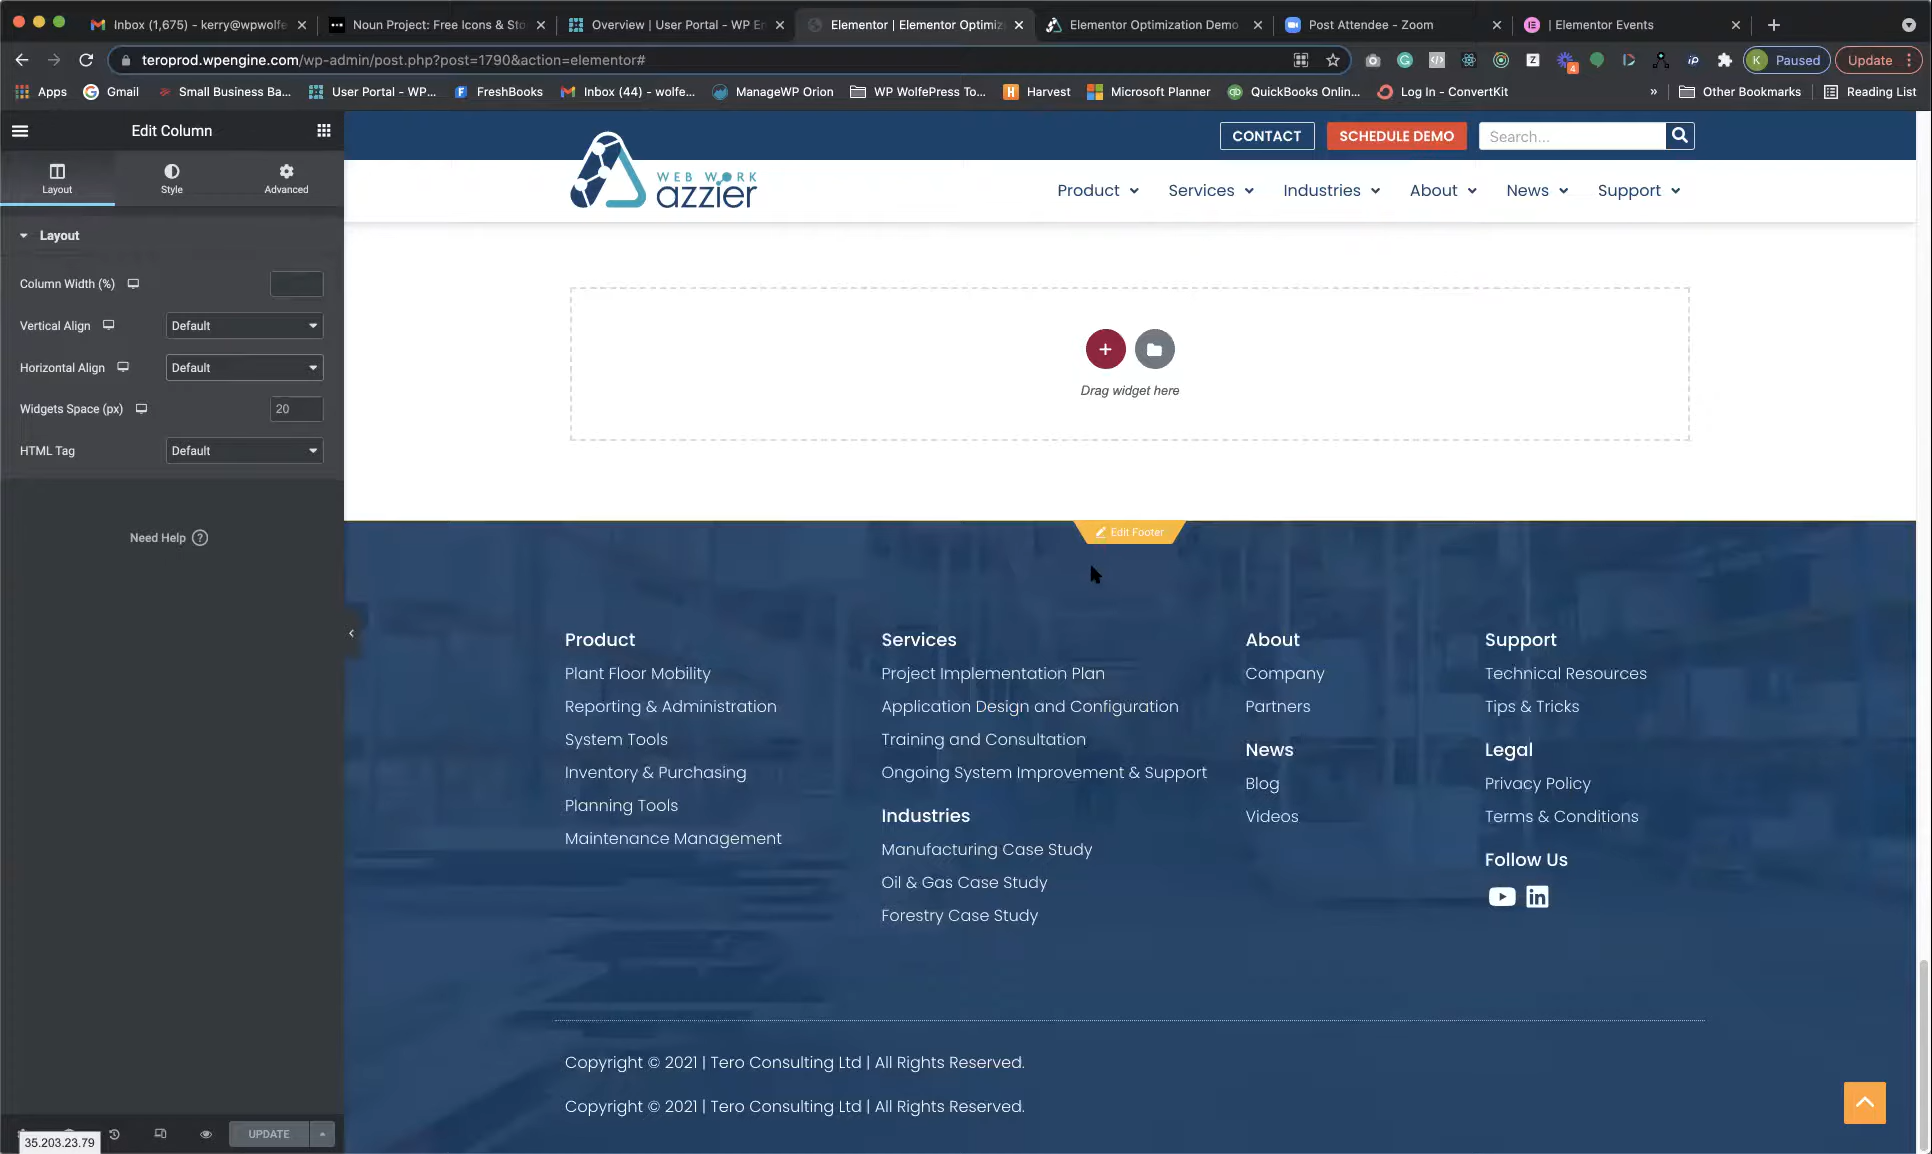 Inbox (1,675) – kerry@wpwolfe
Noun Project: Free Icons & Sto
Overview | User Portal - WP En
Elementor | Elementor Optimiz
Elementor Optimization Demo
Post Attendee - Zoom
| Elementor Events
teroprod.wpengine.com/wp-admin/post.php?post=1790&action=elementor#
Z
4
iP
K Paused
Update
Apps
Gmail
Small Business Ba...
User Portal - WP...
FreshBooks
Inbox (44) - wolfe...
ManageWP Orion
WP WolfePress To...
Harvest
Microsoft Planner
QuickBooks Onlin...
Log In - ConvertKit
»
Other Bookmarks
Reading List
Edit Column
Layout
Style
Advanced
Layout
Column Width (%)
Vertical Align
Default
Horizontal Align
Default
Widgets Space (px)
20
HTML Tag
Default
Need Help
UPDATE
35.203.23.79
CONTACT
SCHEDULE DEMO
Search...
WEB WORK
azzier
Product
Services
Industries
About
News
Support
Drag widget here
Edit Footer
Product
Plant Floor Mobility
Reporting & Administration
System Tools
Inventory & Purchasing
Planning Tools
Maintenance Management
Services
Project Implementation Plan
Application Design and Configuration
Training and Consultation
Ongoing System Improvement & Support
Industries
Manufacturing Case Study
Oil & Gas Case Study
Forestry Case Study
About
Company
Partners
News
Blog
Videos
Support
Technical Resources
Tips & Tricks
Legal
Privacy Policy
Terms & Conditions
Follow Us
Copyright © 2021 | Tero Consulting Ltd | All Rights Reserved.
Copyright © 2021 | Tero Consulting Ltd | All Rights Reserved.